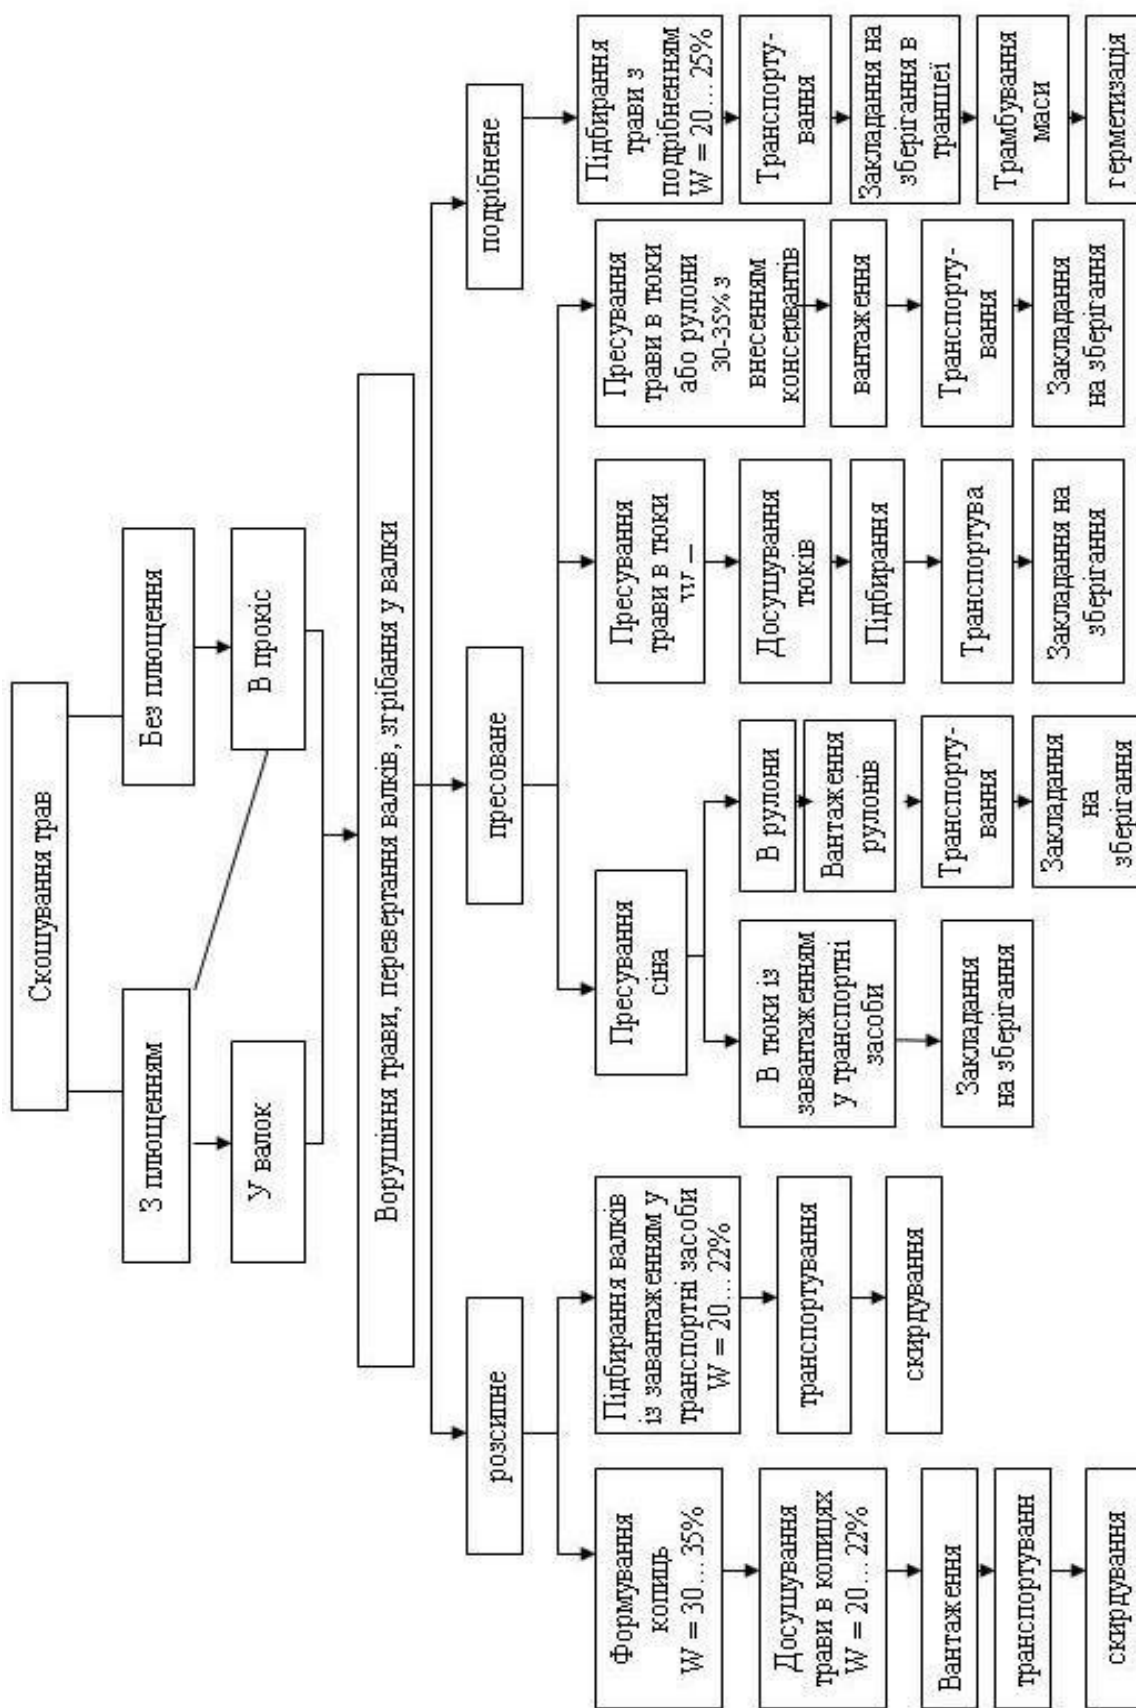 Скошування трав
З плющенням
Без плющення
У валок
В прокіс
Ворушіння трави, перевертання валків, згрібання у валки
розсипне
пресоване
подрібнене
Формування
копиць
W = 30… 35%
Досушування
трави в копицях
W = 20… 22%
Вантаження
транспортуванн
скирдування
Підбирання валків
із завантаженням у
транспортні засоби
W = 20… 22%
транспортування
скирдування
Пресування
сіна
В тюки із
завантаженням
у транспортні
засоби
Закладання
на зберігання
В рулони
Вантаження
рулонів
Транспорту-
вання
Закладання
на
зберігання
Пресування
трави в тюки
W =
Досушування
тюків
Підбирання
Транспортува
Закладання на
зберігання
Пресування
трави в тюки
або рулони
30-35% з
внесенням
консервантів
вантаження
Транспорту-
вання
Закладання
на зберігання
Підбирання
трави з
подрібненням
W = 20… 25%
Транспорту-
вання
Закладання на
зберігання в
траншеї
Трамбування
маси
герметизація